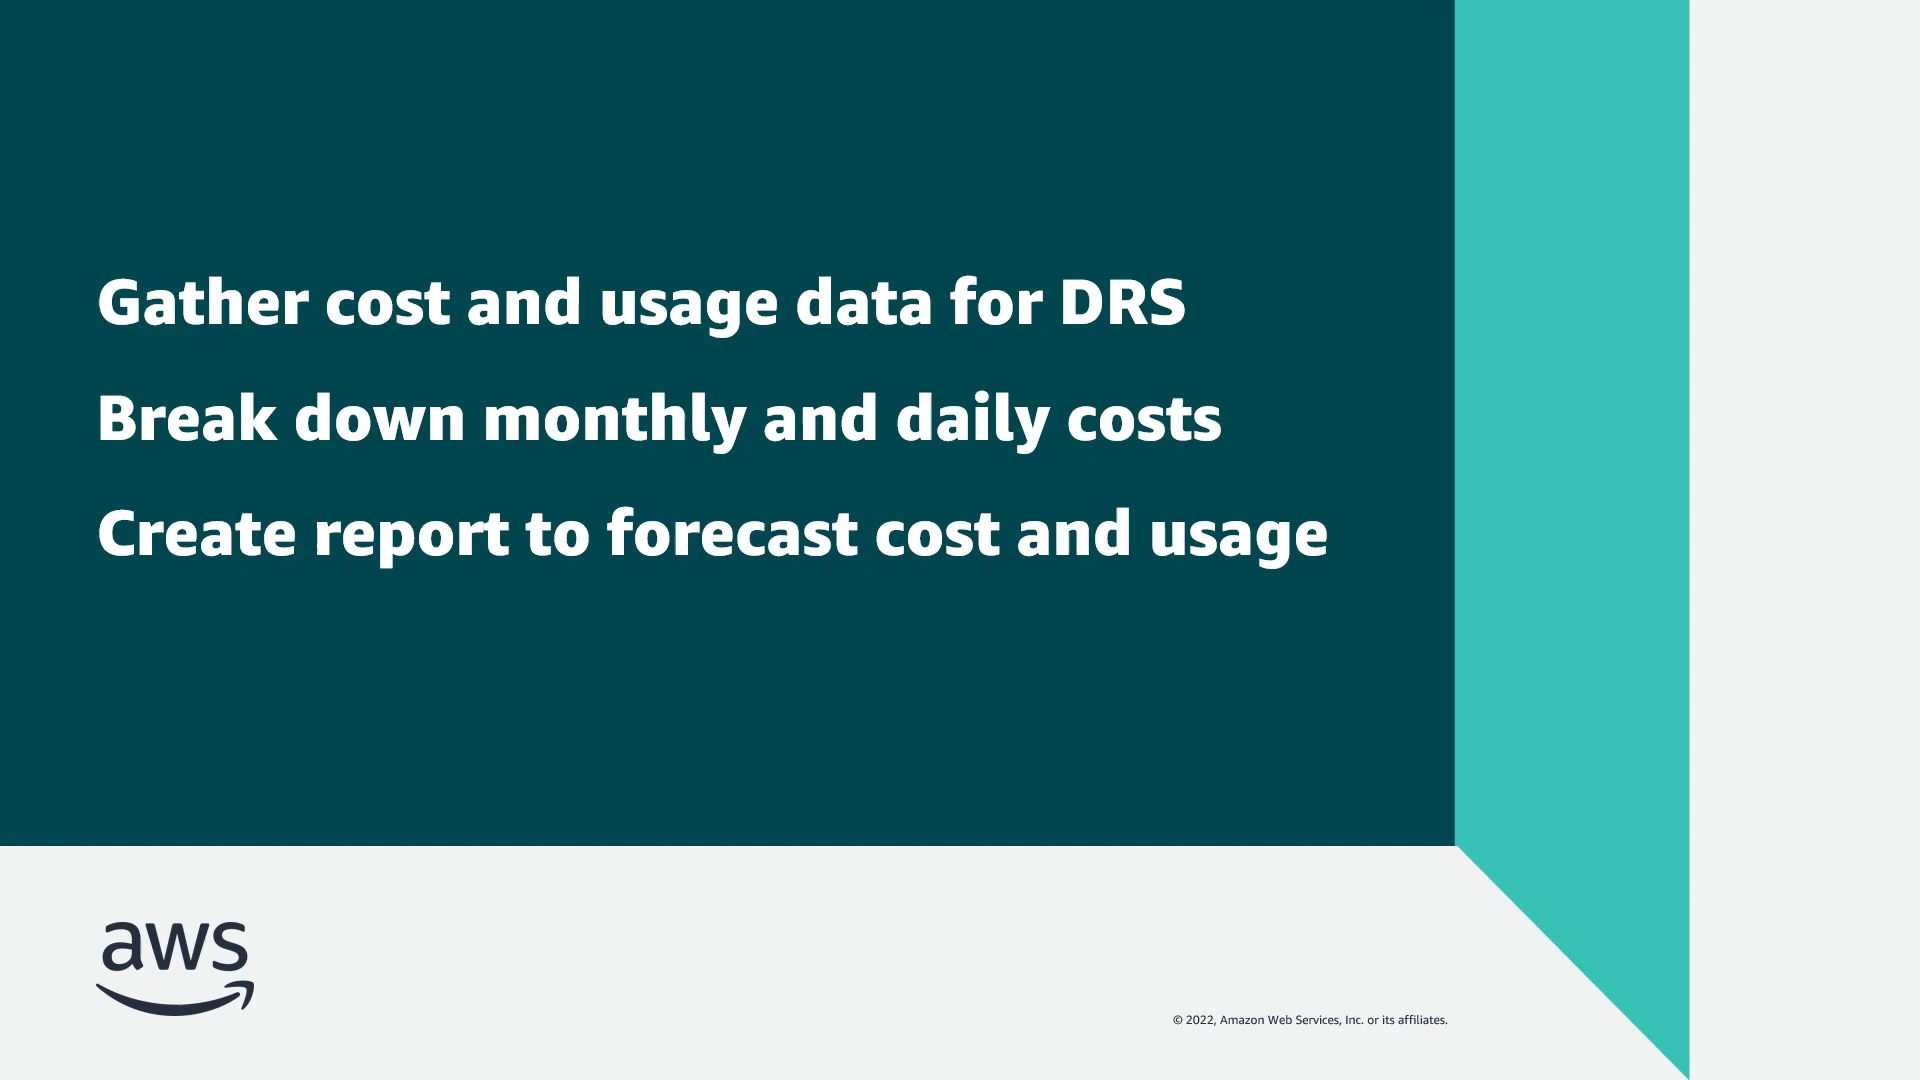 Gather cost and usage data for DRS
Break down monthly and daily costs
Create report to forecast cost and usage
aws
© 2022, Amazon Web Services, Inc. or its affiliates.